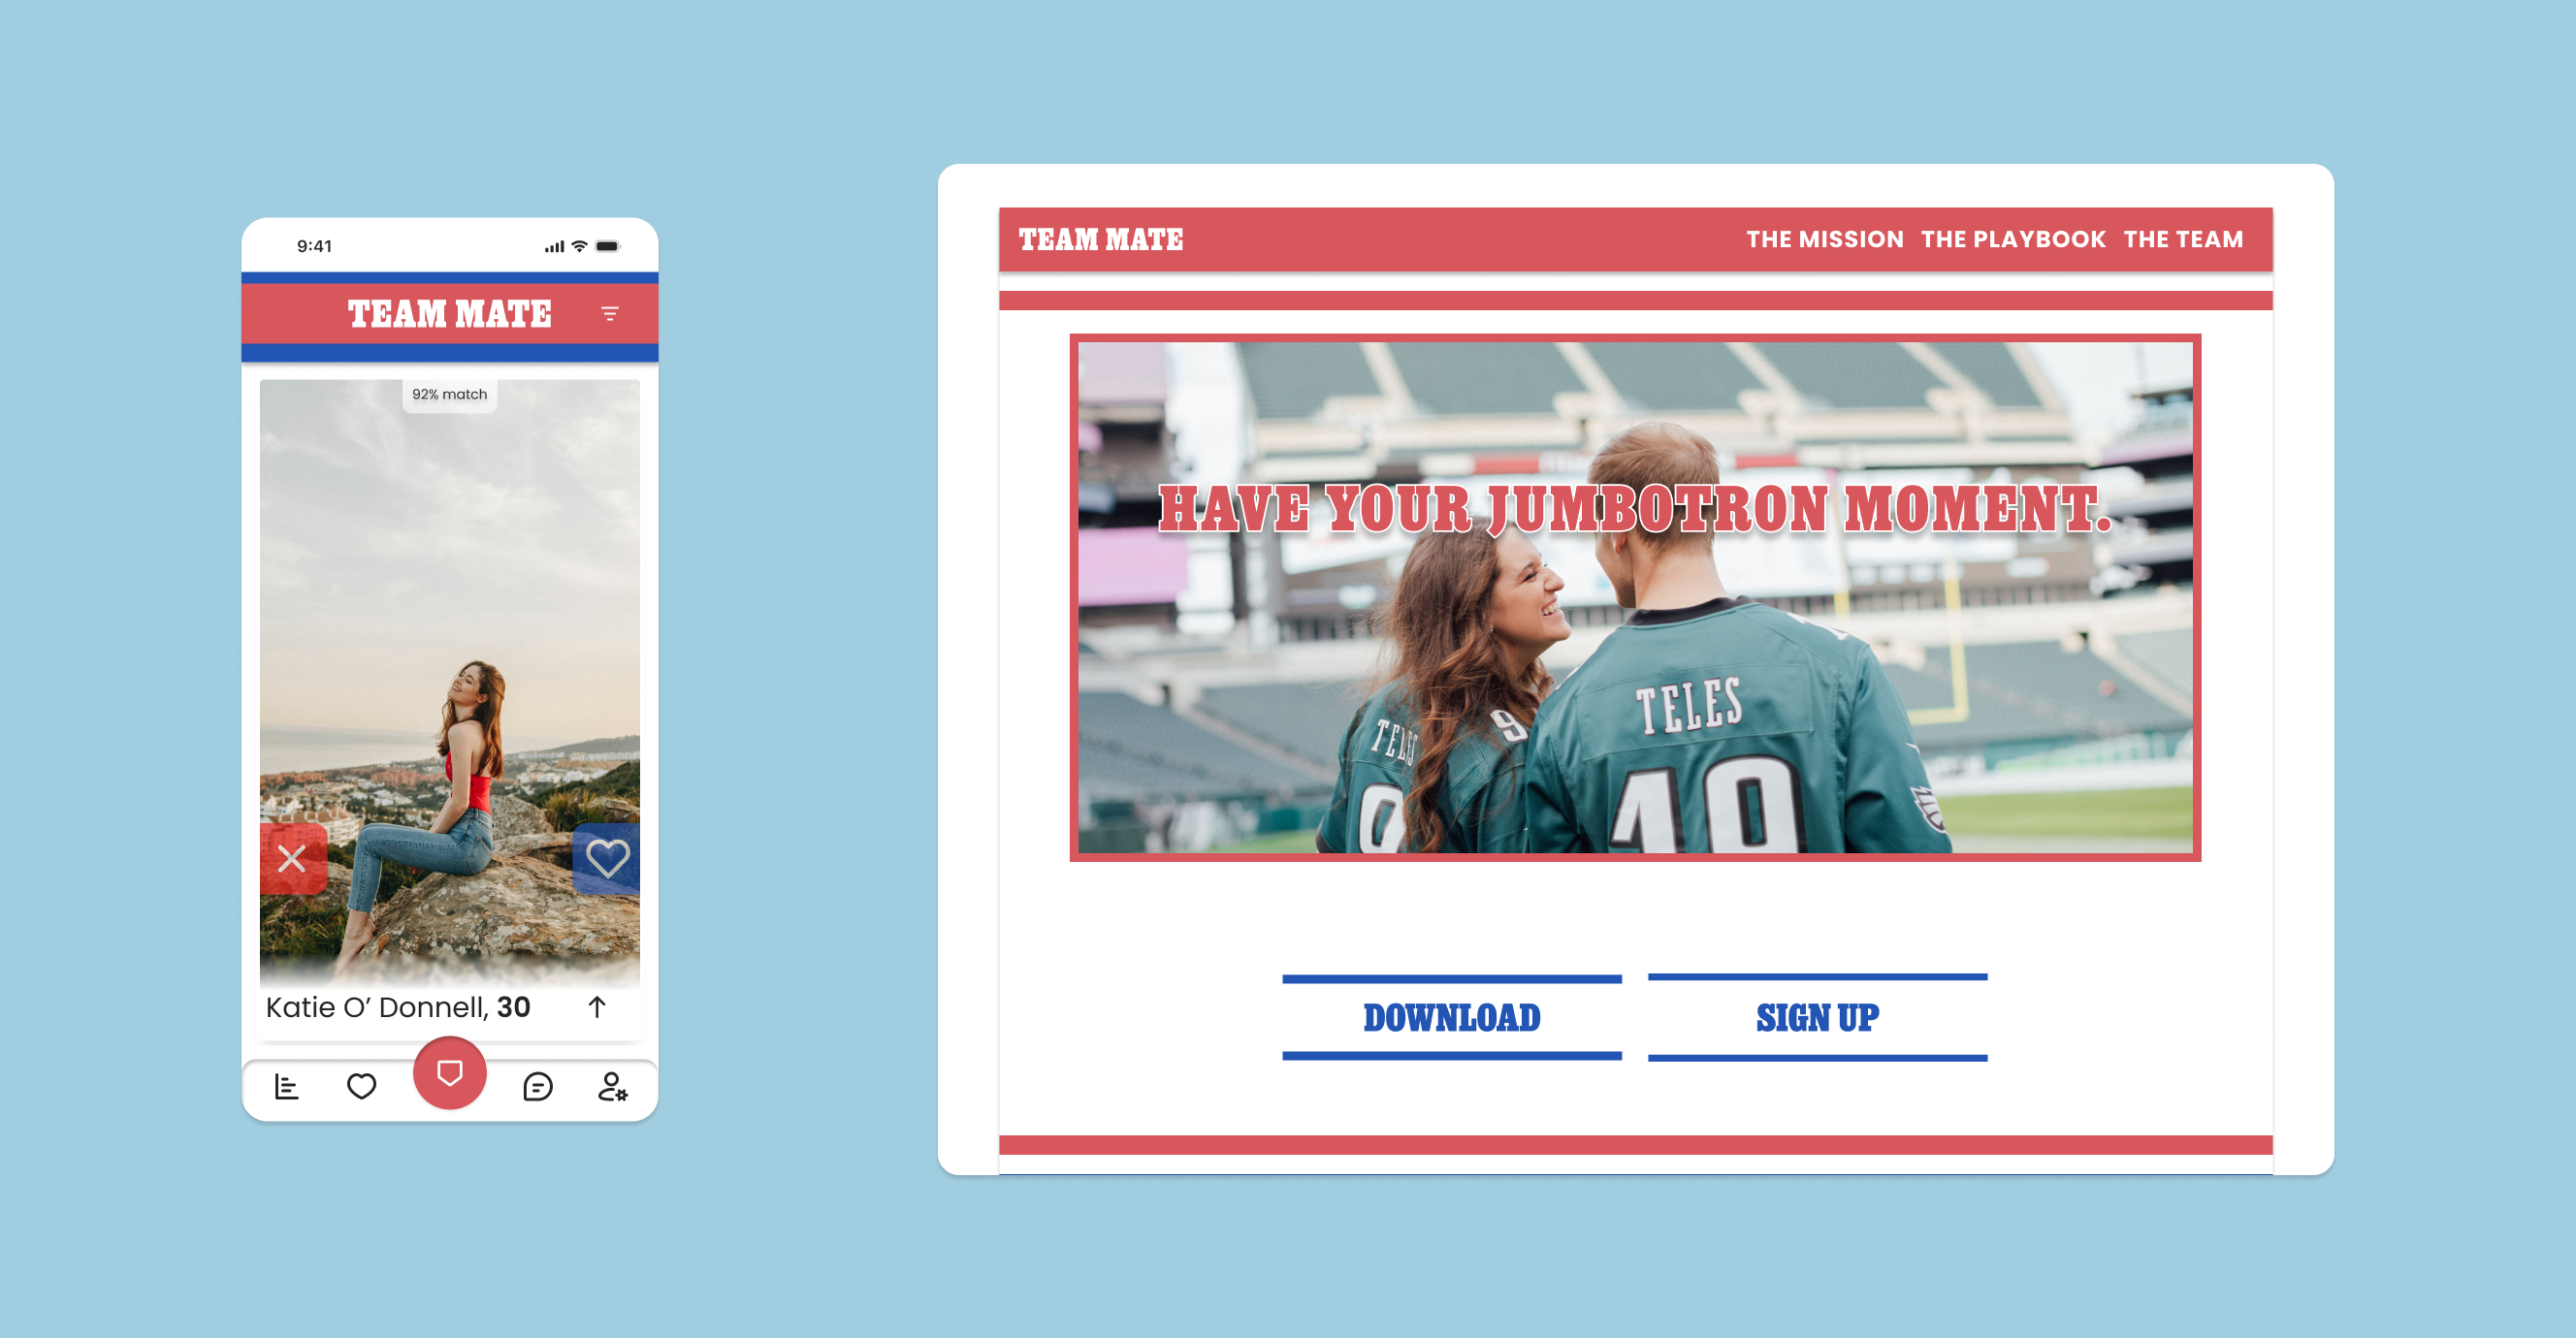 9:41
TEAM MATE
92% match
Katie O’ Donnell, 30
TEAM MATE
THE MISSION THE PLAYBOOK THE TEAM
HAVE YOUR JUMBOTRON MOMENT.
TELES
9
TELES
9
19
DOWNLOAD
SIGN UP